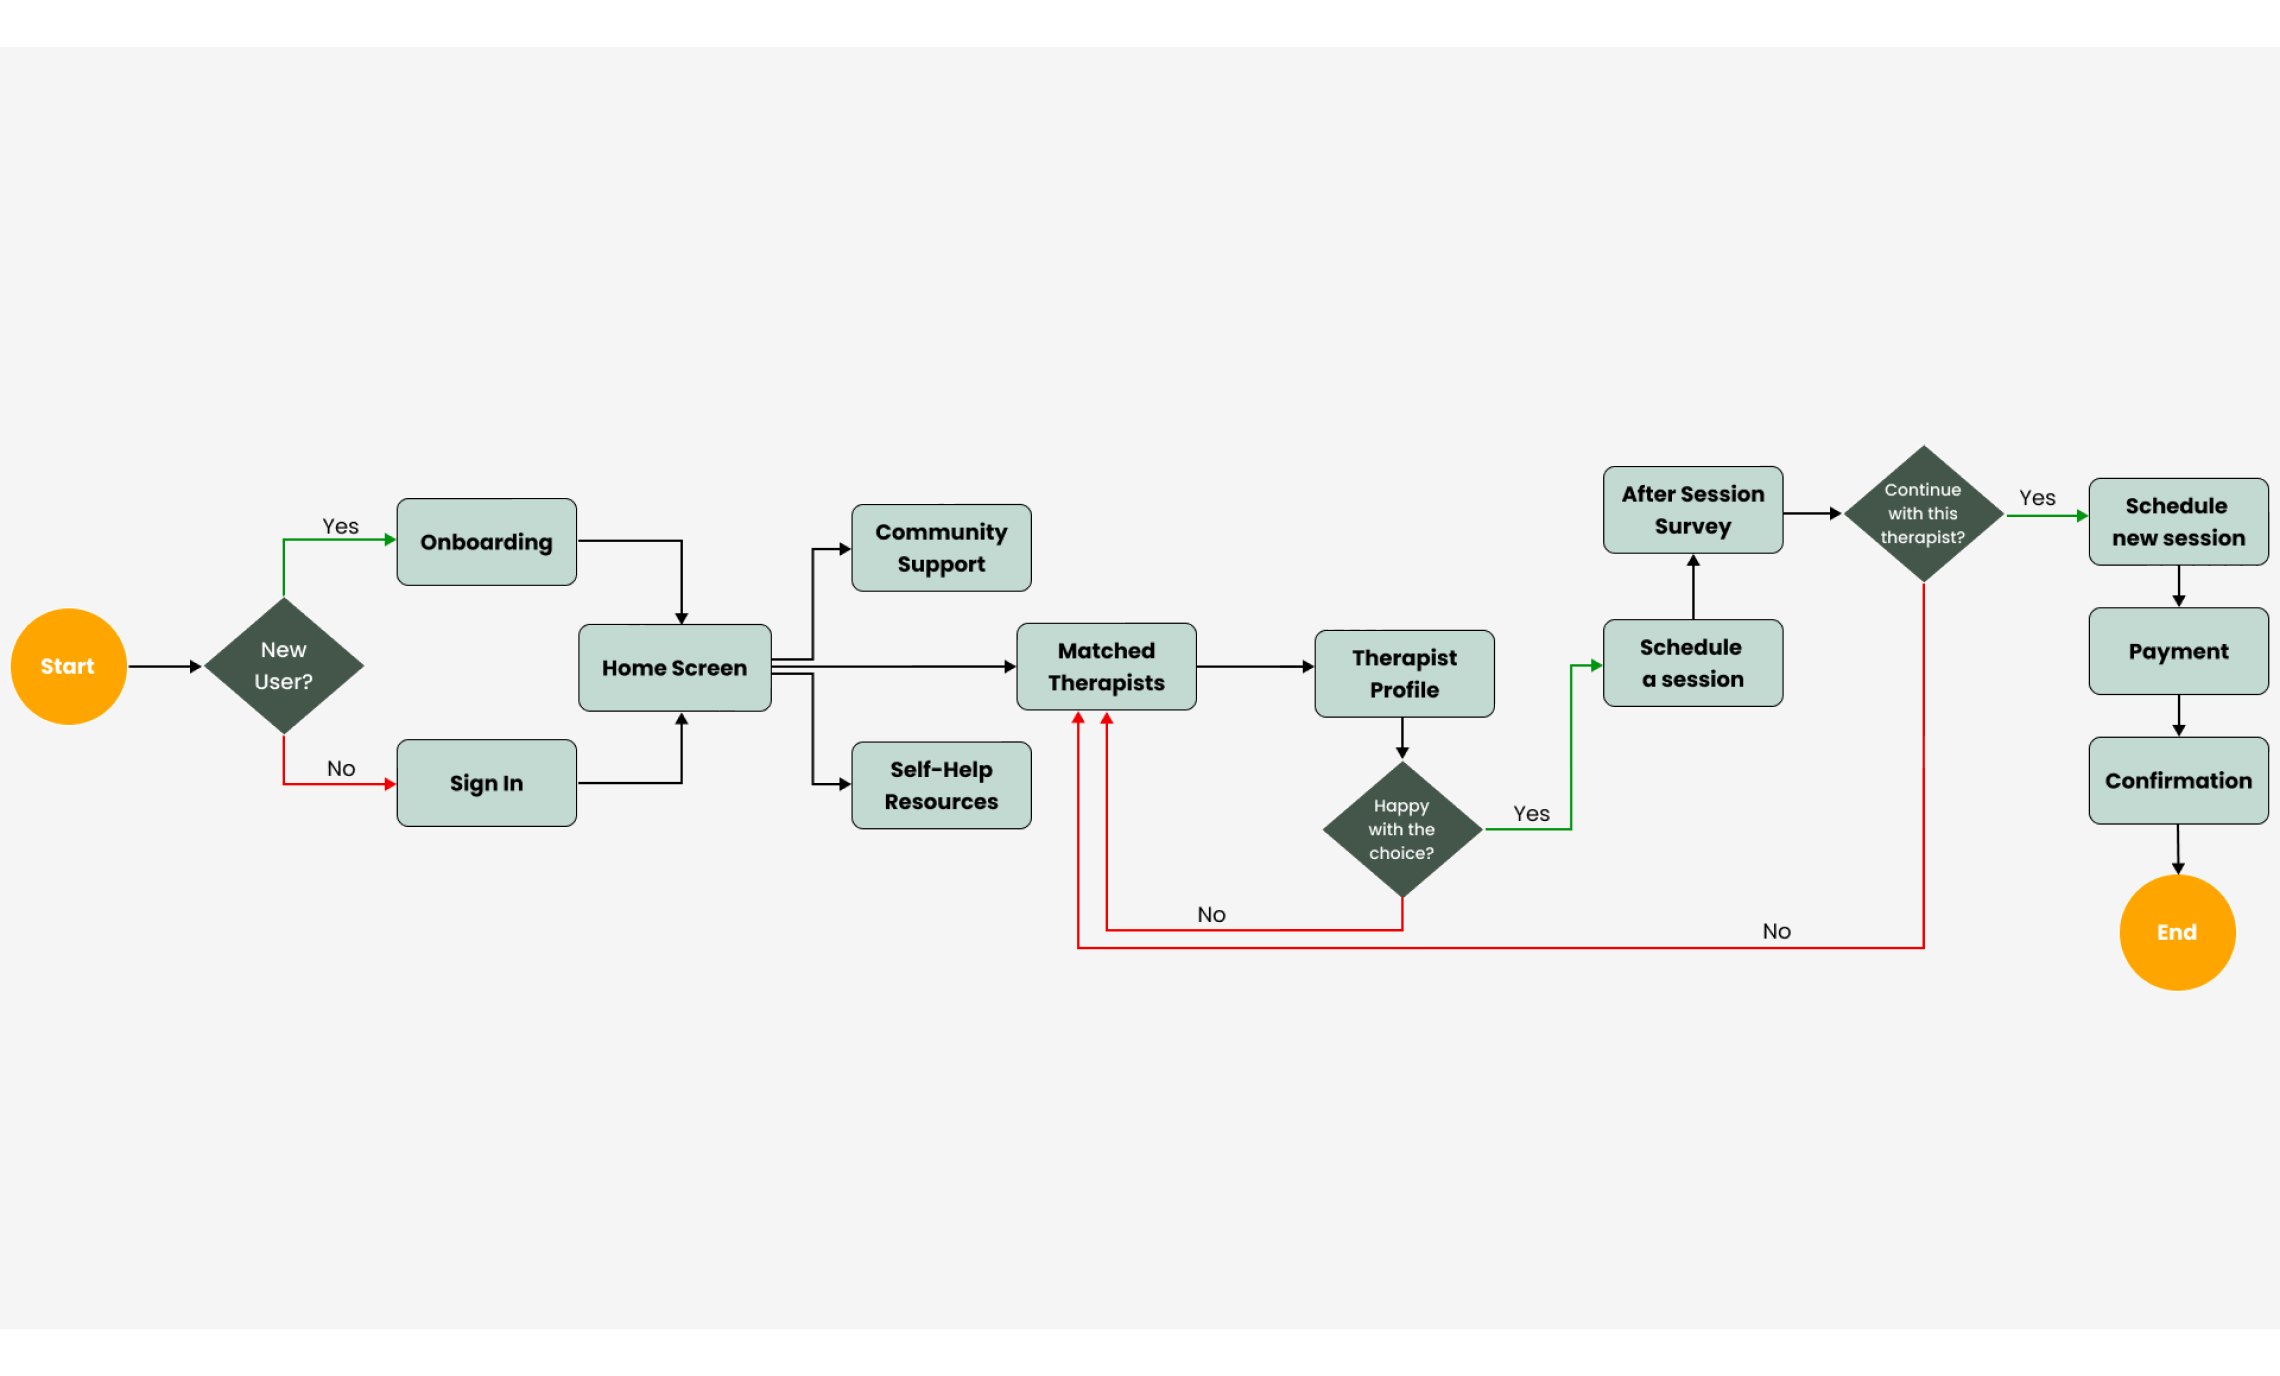 Start
New
User?
Yes
No
Onboarding
Sign In
Home Screen
Community
Support
Matched
Therapists
Self-Help
Resources
Therapist
Profile
Happy
with the
choice?
No
Yes
Schedule
a session
After Session
Survey
Continue
with this
therapist?
No
Yes
Schedule
new session
Payment
Confirmation
End